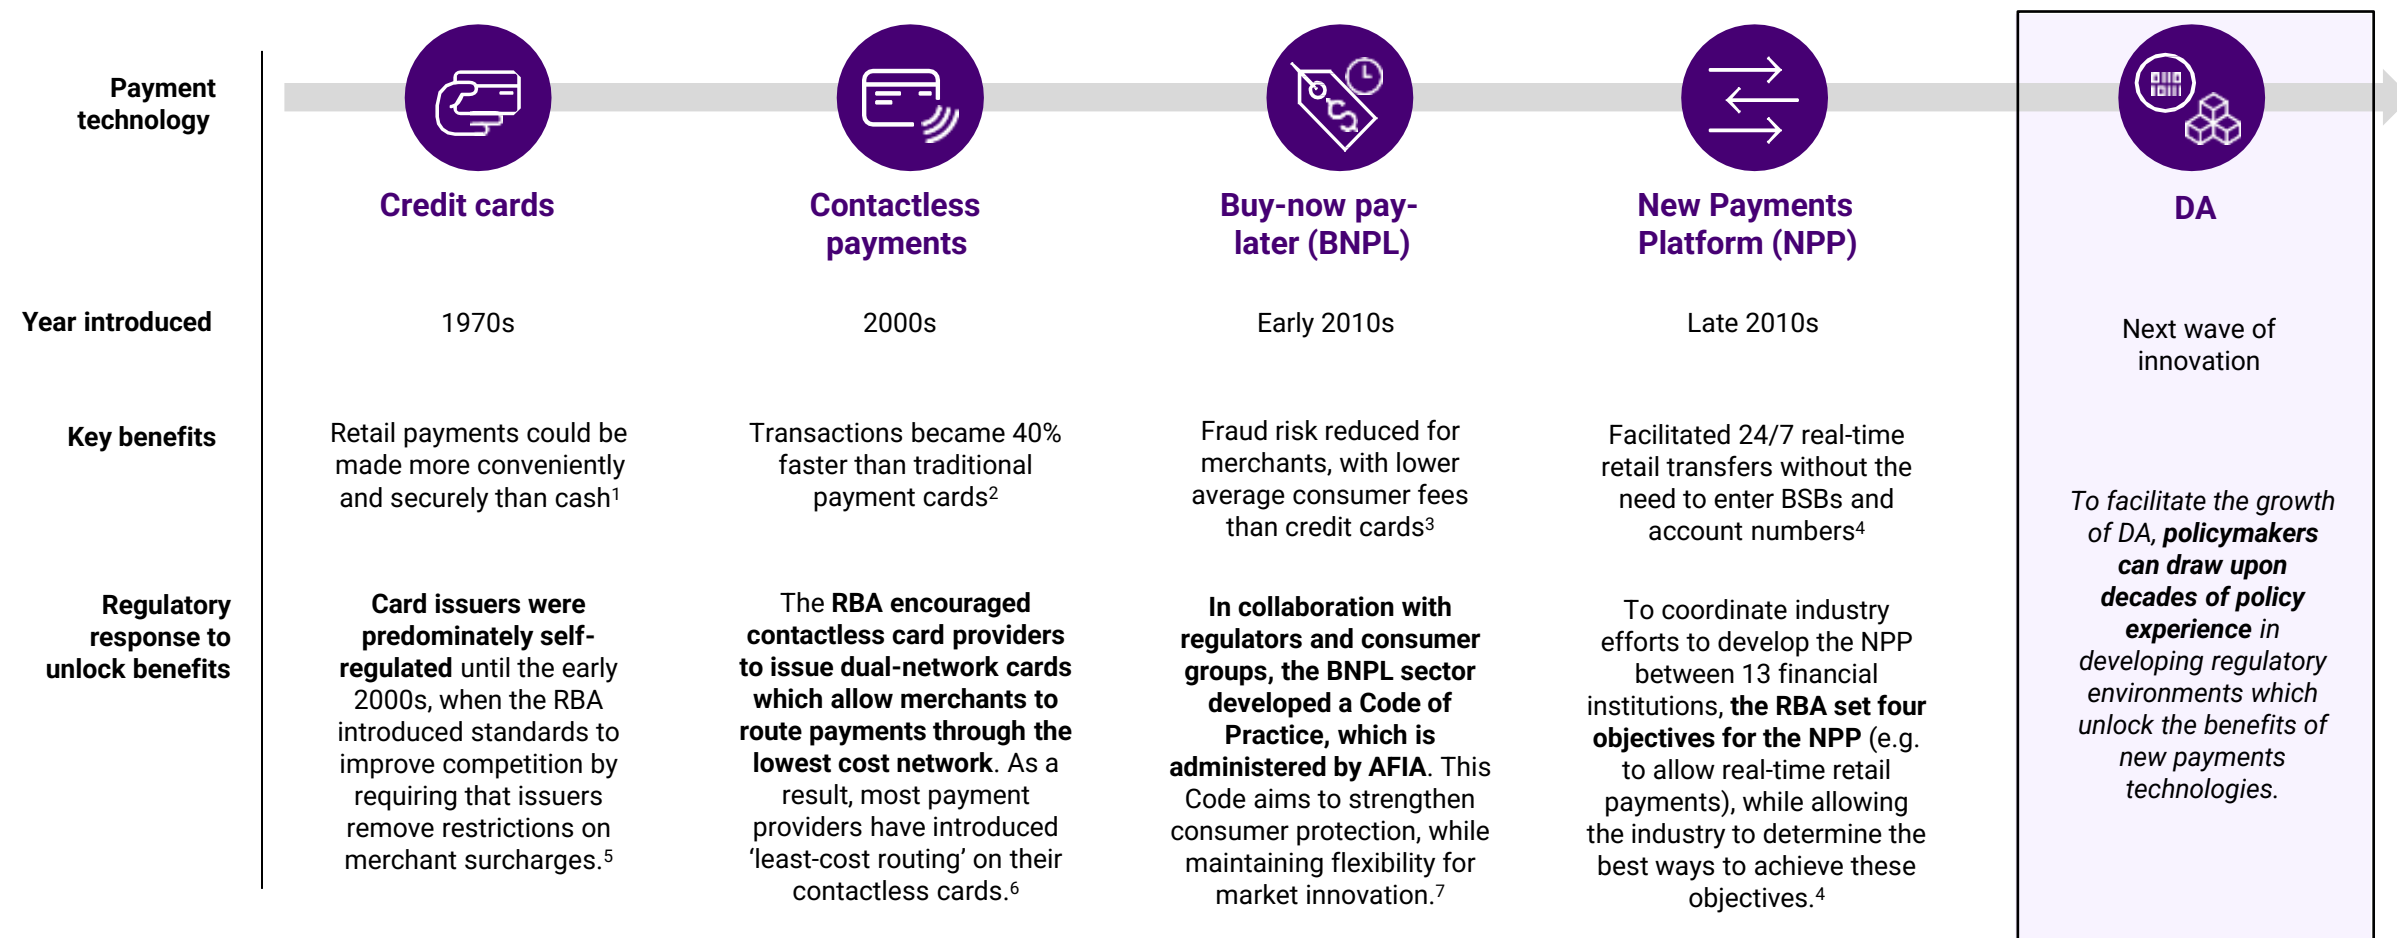 Payment
technology
Credit cards
Contactless
payments
Buy-now pay-
later (BNPL)
New Payments
Platform (NPP)
DA
Year introduced
1970s
2000s
Early 2010s
Late 2010s
Next wave of
innovation
Key benefits
Retail payments could be
made more conveniently
and securely than cash¹
Transactions became 40%
faster than traditional
payment cards²
Fraud risk reduced for
merchants, with lower
average consumer fees
than credit cards³
Facilitated 24/7 real-time
retail transfers without the
need to enter BSBs and
account numbers⁴
Regulatory
response to
unlock benefits
Card issuers were
predominately self-
regulated until the early
2000s, when the RBA
introduced standards to
improve competition by
requiring that issuers
remove restrictions on
merchant surcharges.⁵
The RBA encouraged
contactless card providers
to issue dual-network cards
which allow merchants to
route payments through the
lowest cost network. As a
result, most payment
providers have introduced
‘least-cost routing’ on their
contactless cards.⁶
In collaboration with
regulators and consumer
groups, the BNPL sector
developed a Code of
Practice, which is
administered by AFIA. This
Code aims to strengthen
consumer protection, while
maintaining flexibility for
market innovation.⁷
To coordinate industry
efforts to develop the NPP
between 13 financial
institutions, the RBA set four
objectives for the NPP (e.g.
to allow real-time retail
payments), while allowing
the industry to determine the
best ways to achieve these
objectives.⁴
To facilitate the growth
of DA, policymakers
can draw upon
decades of policy
experience in
developing regulatory
environments which
unlock the benefits of
new payments
technologies.